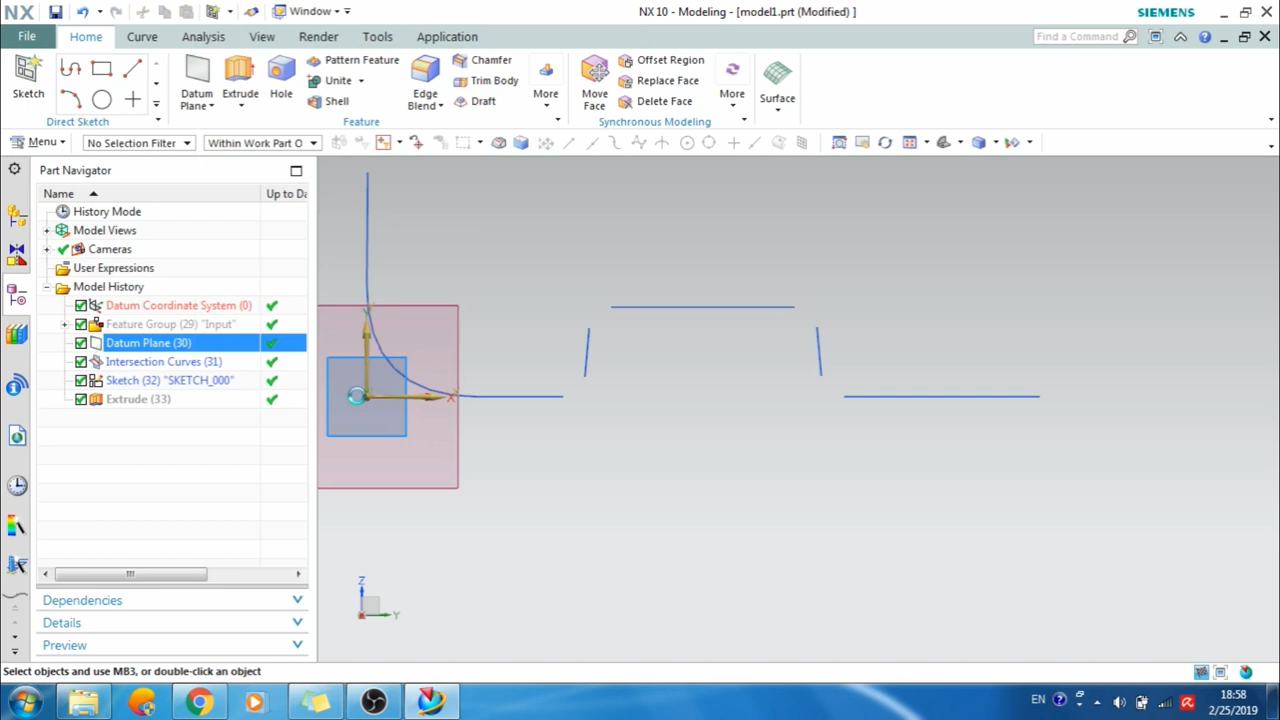 NX
Window
NX 10 - Modeling - [model1.prt (Modified) ]
SIEMENS
File Home Curve Analysis View Render Tools Application
Find a Command
Sketch
Direct Sketch
Datum Plane
Extrude
Hole
Pattern Feature
Unite
Shell
Edge Blend
Chamfer
Trim Body
Draft
More
Feature
Move Face
Offset Region
Replace Face
Delete Face
More
Synchronous Modeling
Surface
Menu
No Selection Filter
Within Work Part O
Part Navigator
Name Up to Da
History Mode
Model Views
Cameras
User Expressions
Model History
Datum Coordinate System (0)
Feature Group (29) "Input"
Datum Plane (30)
Intersection Curves (31)
Sketch (32) "SKETCH_000"
Extrude (33)
Dependencies
Details
Preview
Y
X
Z
Y
Select objects and use MB3, or double-click an object
EN
18:58
2/25/2019